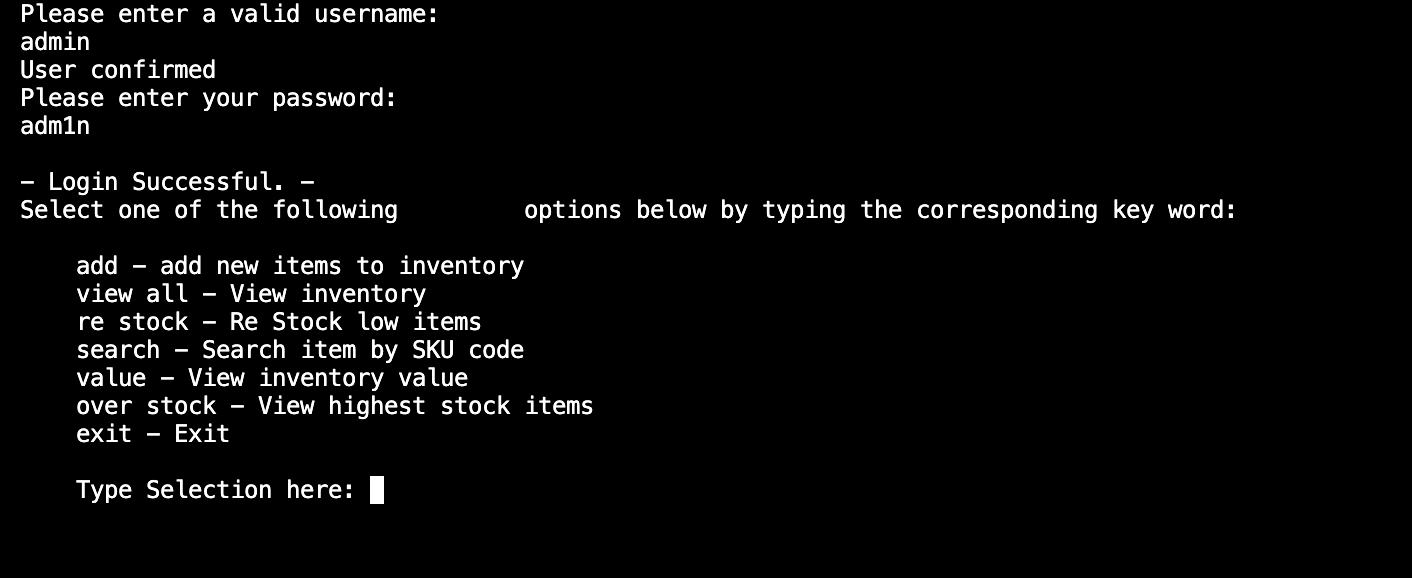 Please enter a valid username:
admin
User confirmed
Please enter your password:
adm1n
- Login Successful. -
Select one of the following         options below by typing the corresponding key word:
add - add new items to inventory
view all - View inventory
re stock - Re Stock low items
search - Search item by SKU code
value - View inventory value
over stock - View highest stock items
exit - Exit
Type Selection here: